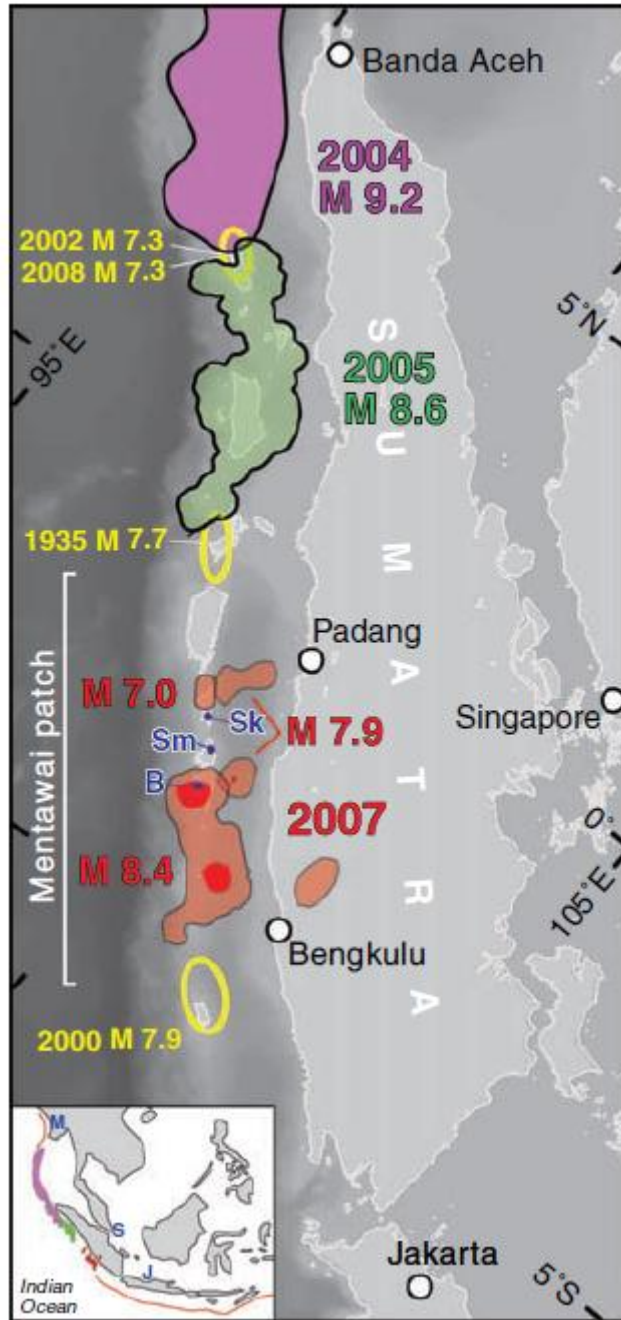 Banda Aceh
2004
M 9.2
2002 M 7.3
2008 M 7.3
5°N
95°E
2005
M 8.6
SUMATRA
1935 M 7.7
Mentawai patch
Padang
M 7.0
Sk
Singapore
Sm
M 7.9
B
2007
0°
M 8.4
105°E
Bengkulu
2000 M 7.9
M
S
J
Indian
Ocean
Jakarta
5°S